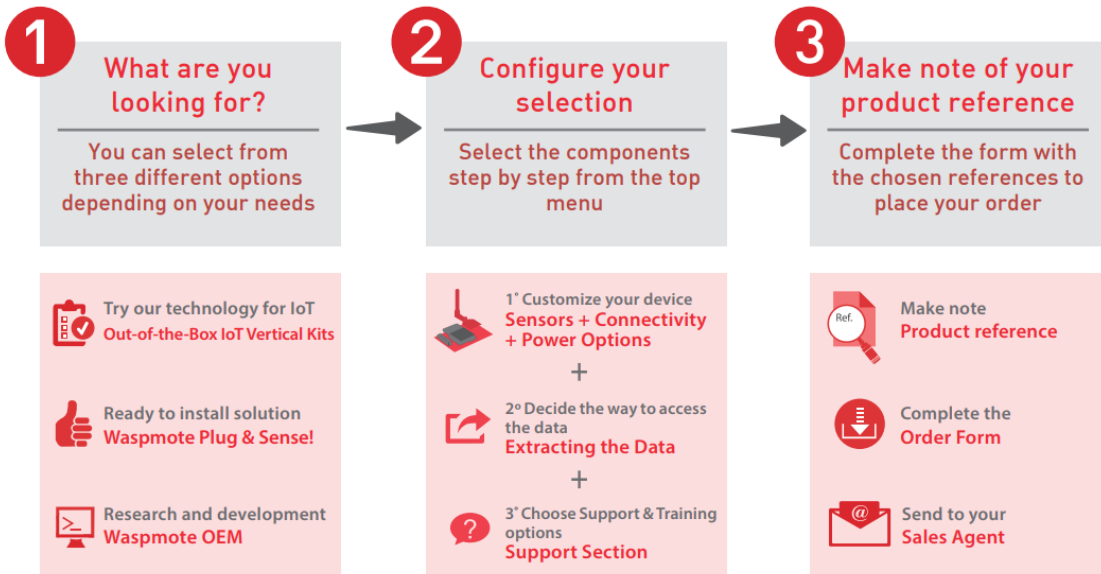 1
What are you
looking for?
You can select from
three different options
depending on your needs
Try our technology for IoT
Out-of-the-Box IoT Vertical Kits
Ready to install solution
Waspmote Plug & Sense!
>_
Research and development
Waspmote OEM
2
Configure your
selection
Select the components
step by step from the top
menu
1˚ Customize your device
Sensors + Connectivity
+ Power Options
+
2º Decide the way to access
the data
Extracting the Data
+
?
3˚ Choose Support & Training
options
Support Section
3
Make note of your
product reference
Complete the form with
the chosen references to
place your order
Ref.
Make note
Product reference
Complete the
Order Form
@
Send to your
Sales Agent